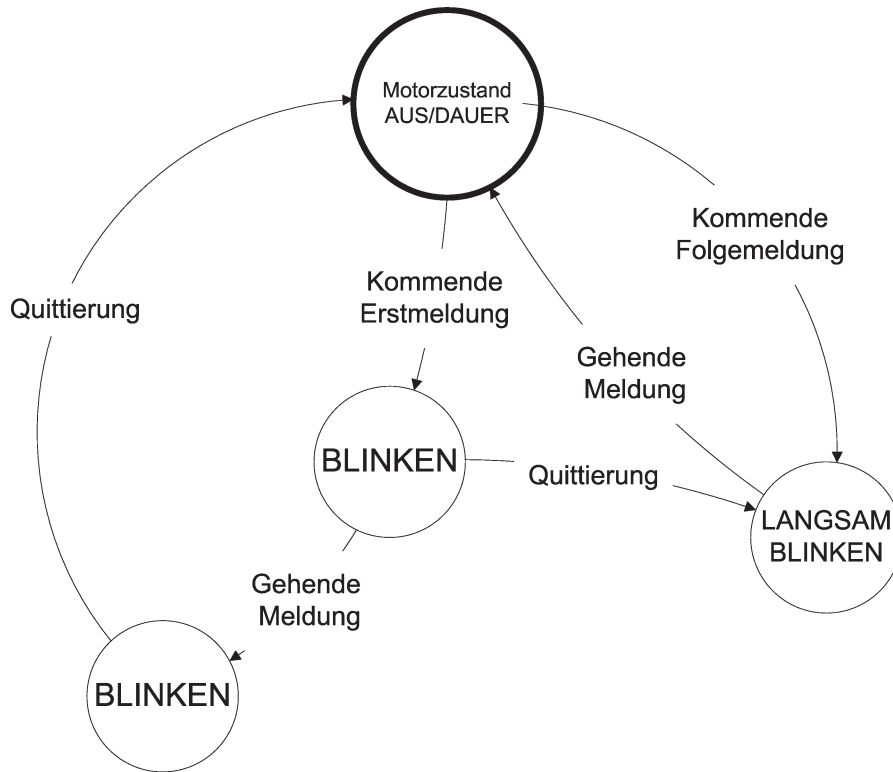 Motorzustand
AUS/DAUER
Kommende
Folgemeldung
Kommende
Erstmeldung
Quittierung
Gehende
Meldung
BLINKEN
Quittierung
LANGSAM
BLINKEN
Gehende
Meldung
BLINKEN